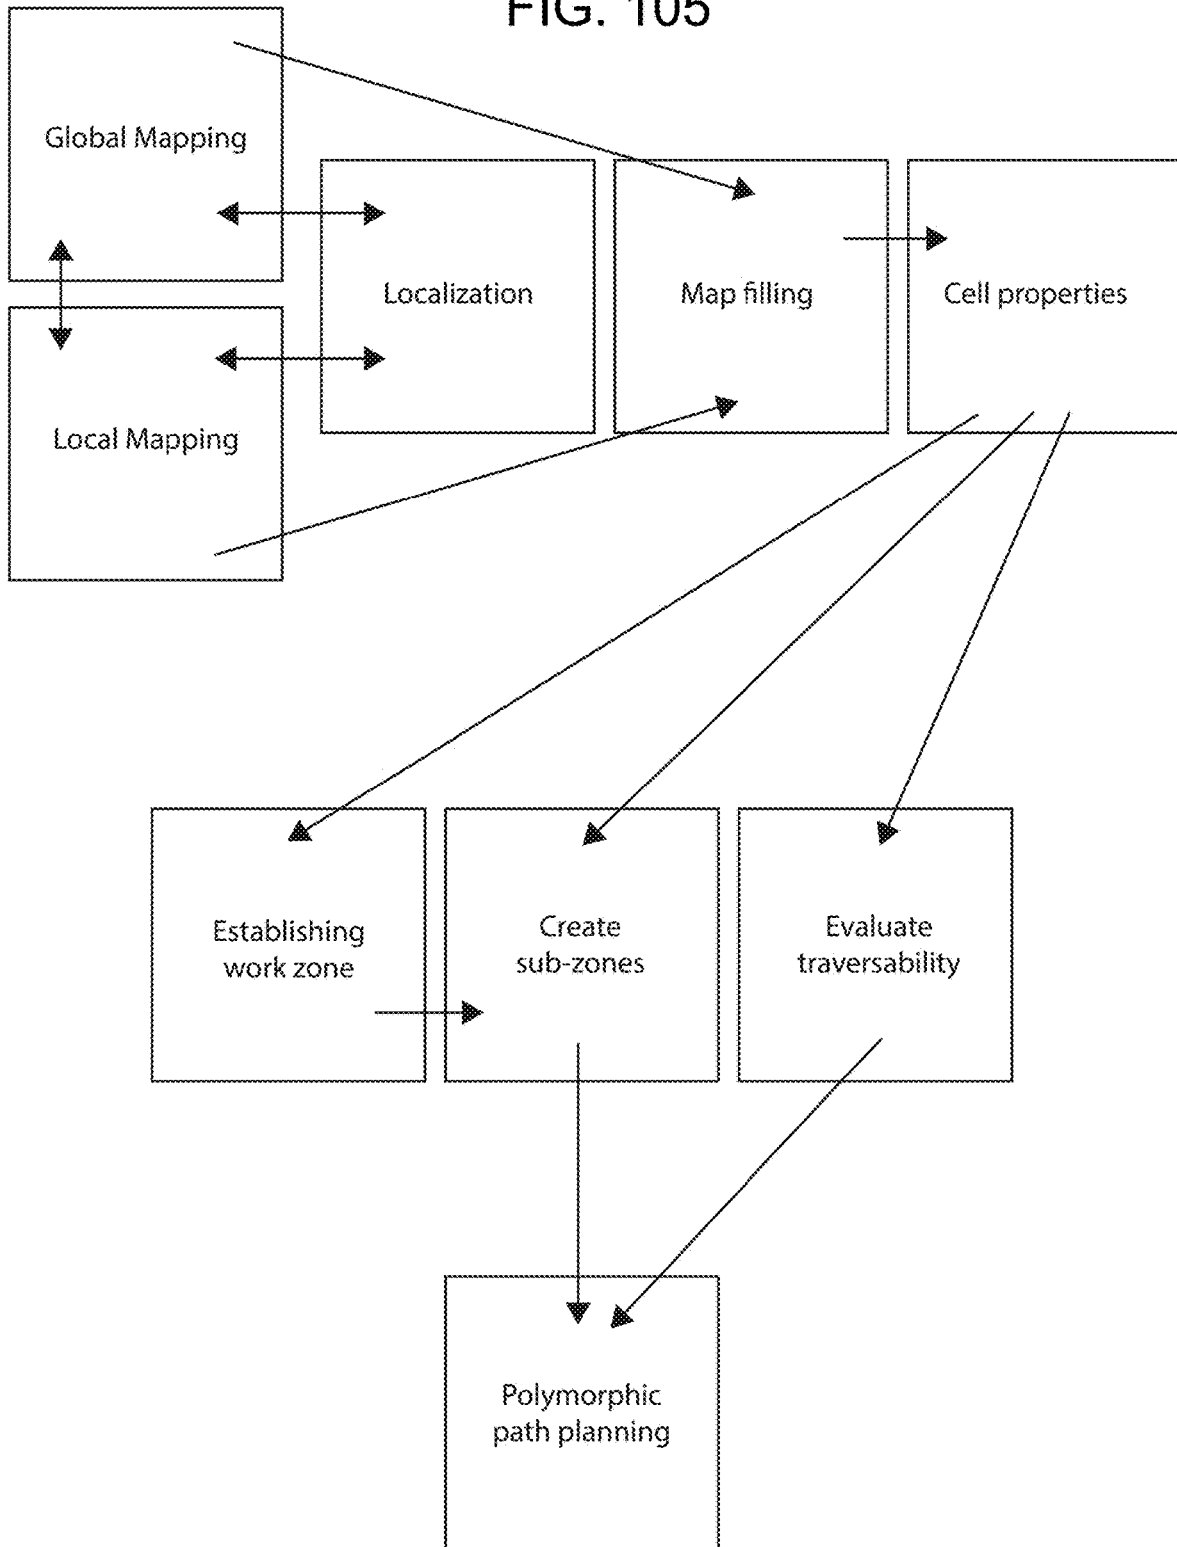 FIG. 105
Global Mapping
Localization
Map filling
Cell properties
Local Mapping
Establishing
work zone
Create
sub-zones
Evaluate
traversability
Polymorphic
path planning